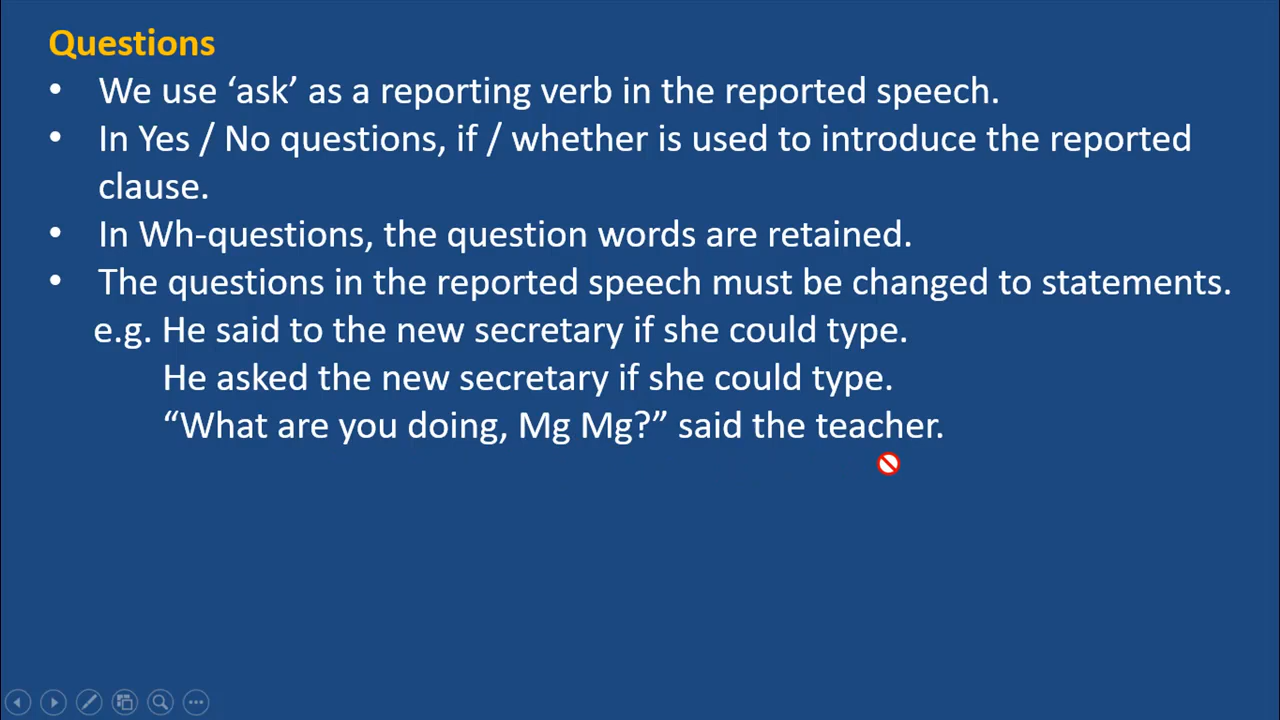 Questions
• We use ‘ask’ as a reporting verb in the reported speech.
• In Yes / No questions, if / whether is used to introduce the reported
clause.
• In Wh-questions, the question words are retained.
• The questions in the reported speech must be changed to statements.
e.g. He said to the new secretary if she could type.
He asked the new secretary if she could type.
“What are you doing, Mg Mg?” said the teacher.